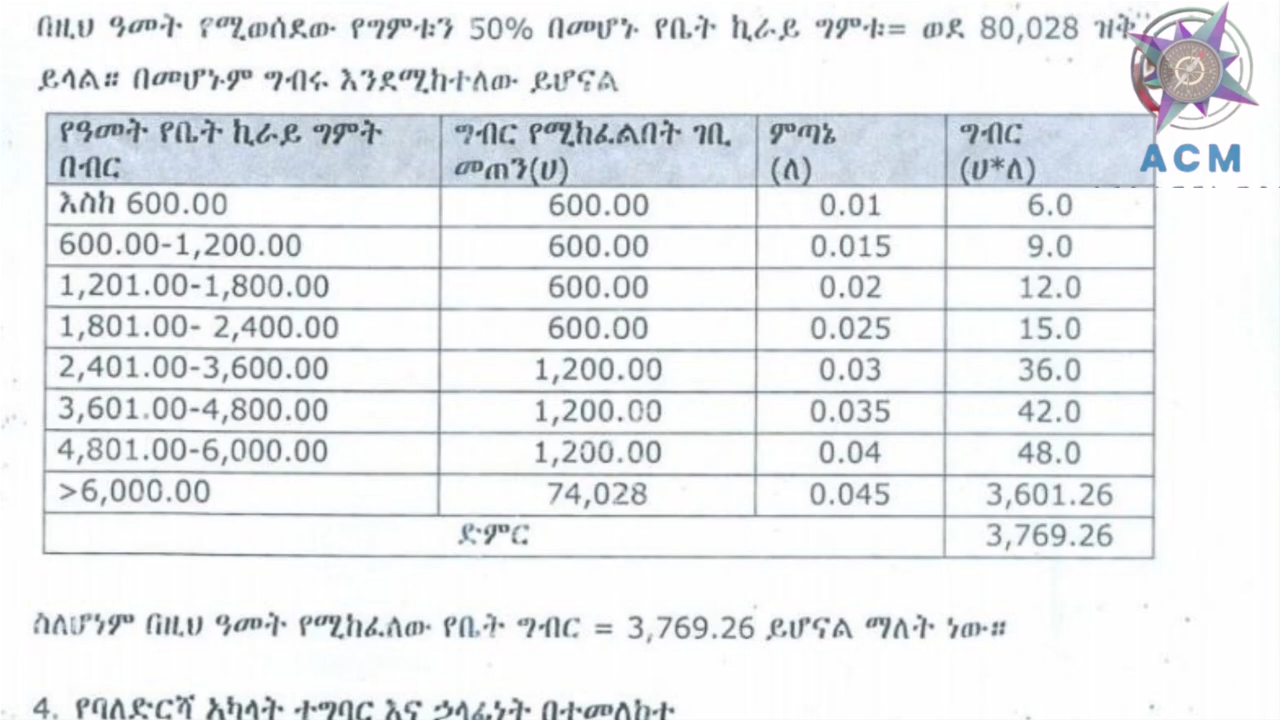 በዚህ ዓመት የሚወሰደው የግምቱን 50% በመሆኑ የቤት ኪራይ ግምቱ= ወደ 80,028 ዝቅ
ይላል። በመሆኑም ግብሩ እንደሚከተለው ይሆናል
ACM
የዓመት የቤት ኪራይ ግምት በብር
ግብር የሚከፈልበት ገቢ መጠን(ሀ)
ምጣኔ (ለ)
ግብር (ሀ*ለ)
እስከ 600.00 600.00 0.01 6.0
600.00-1,200.00 600.00 0.015 9.0
1,201.00-1,800.00 600.00 0.02 12.0
1,801.00- 2,400.00 600.00 0.025 15.0
2,401.00-3,600.00 1,200.00 0.03 36.0
3,601.00-4,800.00 1,200.00 0.035 42.0
4,801.00-6,000.00 1,200.00 0.04 48.0
>6,000.00 74,028 0.045 3,601.26
ድምር 3,769.26
ስለሆነም በዚህ ዓመት የሚከፈለው የቤት ግብር = 3,769.26 ይሆናል ማለት ነው።
4. የባለድርሻ አካላት ተግባር እና ኃላፊነት በተመለከተ